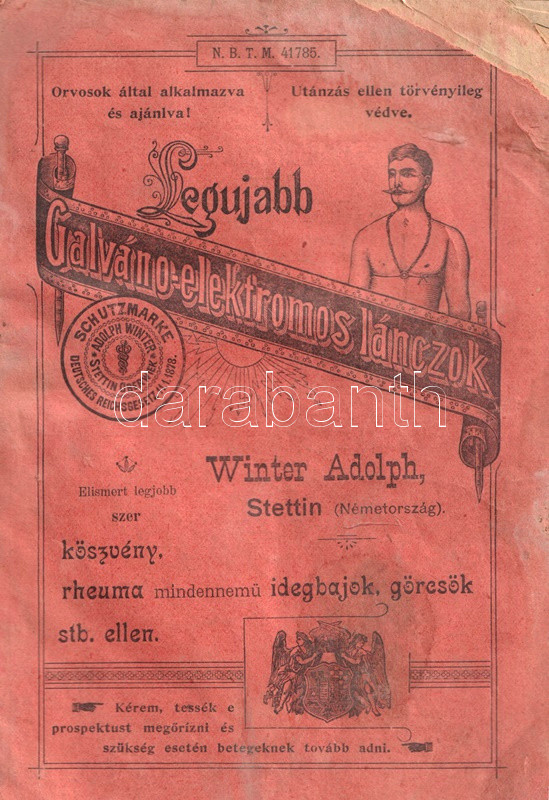 N. B. T. M. 41785.
Orvosok által alkalmazva
és ajánlva!
Utánzás ellen törvényileg
védve.
Legujabb
Galváno-elektromos lánczok
SCHUTZMARKE
ADOLPH WINTER
STETTIN
DEUTSCHES REICHSGESETZ
1878.
darabanth
Winter Adolph,
Stettin (Németország).
Elismert legjobb
szer
köszvény,
rheuma mindennemü idegbajok, görcsök
stb. ellen.
Kérem, tessék e
prospektust megőrizni és
szükség esetén betegeknek tovább adni.